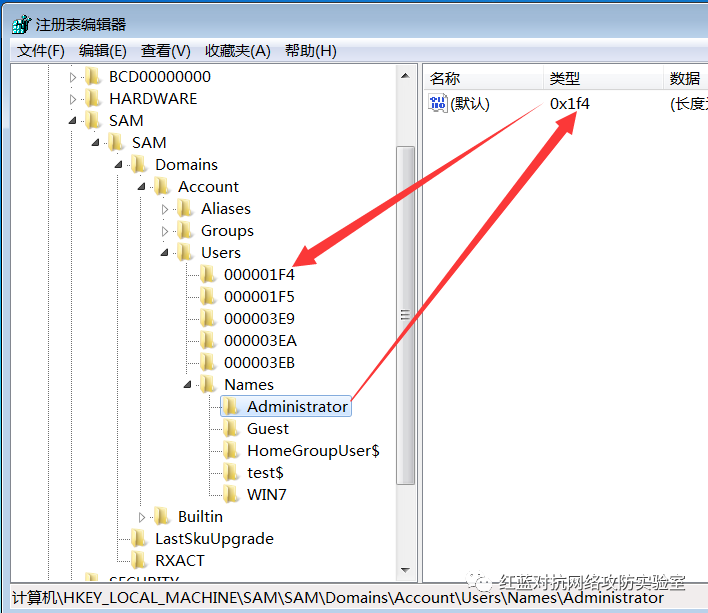 注册表编辑器
文件(F) 编辑(E) 查看(V) 收藏夹(A) 帮助(H)
BCD00000000
HARDWARE
SAM
SAM
Domains
Account
Aliases
Groups
Users
000001F4
000001F5
000003E9
000003EA
000003EB
Names
Administrator
Guest
HomeGroupUser$
test$
WIN7
Builtin
LastSkuUpgrade
RXACT
SECURITY
名称 类型 数据
(默认) 0x1f4 (长度
红蓝对抗网络攻防实验室
计算机\HKEY_LOCAL_MACHINE\SAM\SAM\Domains\Account\Users\Names\Administrator